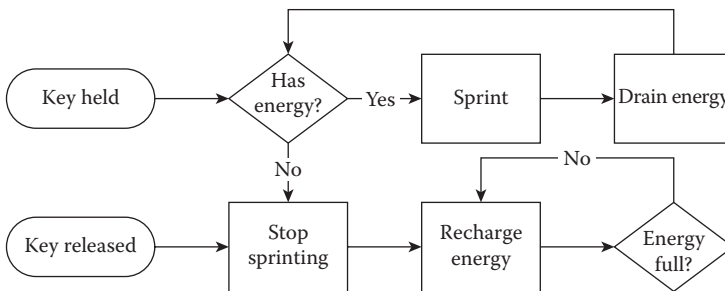 Key held
Has
energy?
Yes
Sprint
Drain energy
No
No
Key released
Stop
sprinting
Recharge
energy
Energy
full?